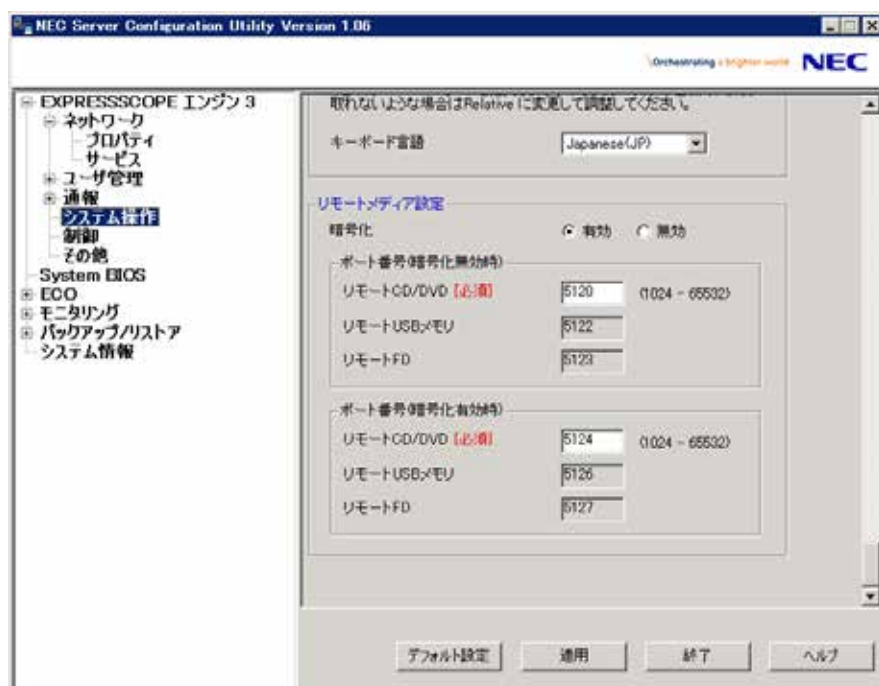 NEC Server Configuration Utility Version 1.06
Orchestrating a brighter world NEC
EXPRESSSCOPE エンジン 3
ネットワーク
プロパティ
サービス
ユーザ管理
通報
システム操作
制御
その他
System BIOS
ECO
モニタリング
バックアップ/リストア
システム情報
取れないような場合はRelativeに変更して調整してください。
キーボード言語 Japanese(JP)
リモートメディア設定
暗号化 有効 無効
ポート番号(暗号化無効時)
リモートCD/DVD [必須] 5120 (1024 - 65532)
リモートUSBメモリ 5122
リモートFD 5123
ポート番号(暗号化有効時)
リモートCD/DVD [必須] 5124 (1024 - 65532)
リモートUSBメモリ 5126
リモートFD 5127
デフォルト設定 適用 終了 ヘルプ